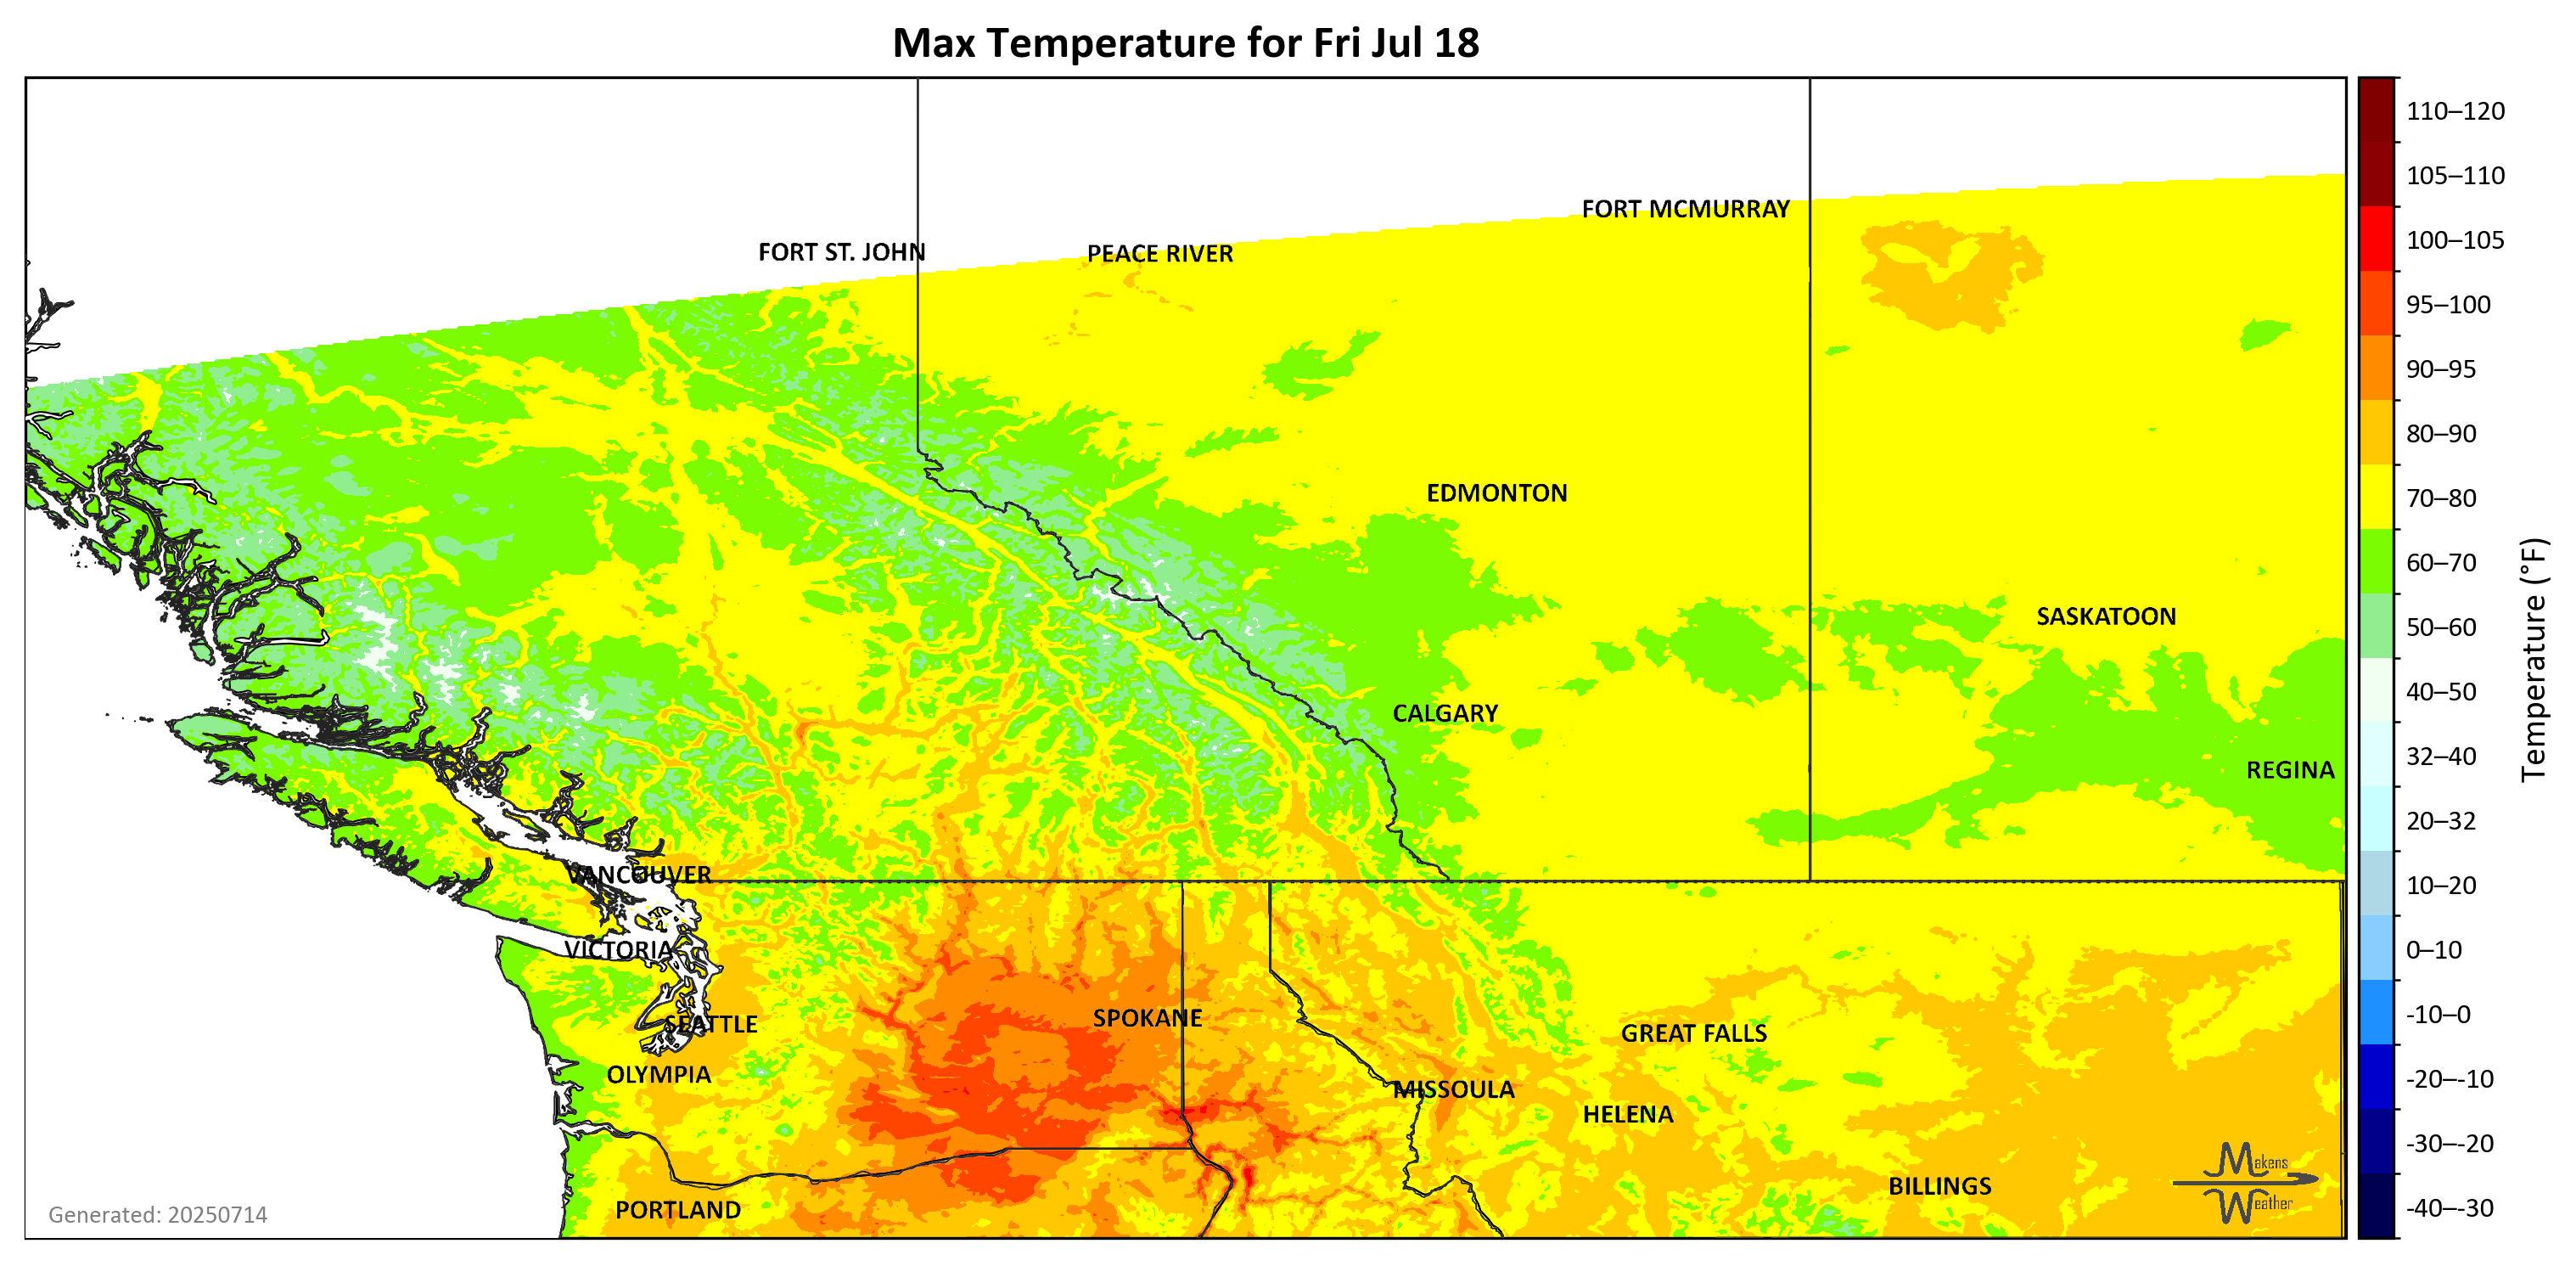 Max Temperature for Fri Jul 18
FORT MCMURRAY
FORT ST. JOHN
PEACE RIVER
EDMONTON
SASKATOON
CALGARY
REGINA
VANCOUVER
VICTORIA
SPOKANE
SEATTLE
GREAT FALLS
OLYMPIA
MISSOULA
HELENA
BILLINGS
PORTLAND
Generated: 20250714
Makens
Weather
110–120
105–110
100–105
95–100
90–95
80–90
70–80
60–70
50–60
40–50
32–40
20–32
10–20
0–10
-10–0
-20–-10
-30–-20
-40–-30
Temperature (°F)